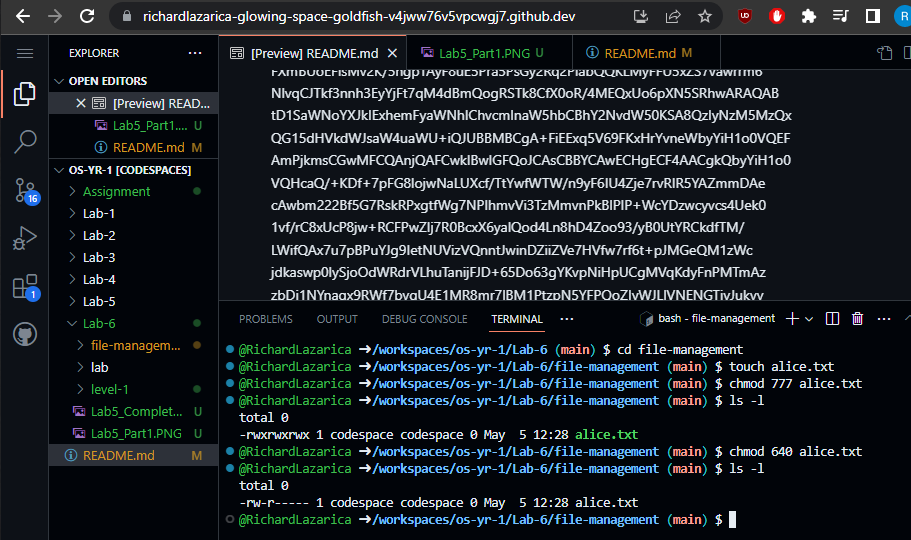 richardlazarica-glowing-space-goldfish-v4jww76v5vpcwgj7.github.dev
EXPLORER
OPEN EDITORS
[Preview] READ...
Lab5_Part1.... U
README.md M
OS-YR-1 [CODESPACES]
Assignment
Lab-1
Lab-2
Lab-3
Lab-4
Lab-5
Lab-6
file-managem...
lab
level-1
Lab5_Complet... U
Lab5_Part1.PNG U
README.md M
16
1
[Preview] README.md
Lab5_Part1.PNG U
README.md M
NlvqCJTkf3nnh3EyYjFt7qM4dBmQogRSTk8CfX0oR/4MEQxUo6pXN5SRhwARAQAB
tD1SaWNoYXJkIExhemFyaWNhIChvcmlnaW5hbCBhY2NvdW50KSA8QzIyNzM5MzQx
QG15dHVkdWJsaW4uaWU+iQJUBBMBCgA+FiEExq5V69FKxHrYvneWbyYiH1o0VQEF
AmPjkmsCGwMFCQAnjQAFCwkIBwIGFQoJCAsCBBYCAwECHgECF4AACgkQbyYiH1o0
VQHcaQ/+KDf+7pFG8lojwNaLUXcf/TtYwfWTW/n9yF6IU4Zje7rvRIR5YAZmmDAe
cAwbm222Bf5G7RskRPxgtfWg7NPIhmvVi3TzMmvnPkBlPIP+WcYDzwcyvcs4Uek0
1vf/rC8xUcP8jw+RCFPwZlj7R0BcxX6yaIQod4Ln8hD4Zoo93/yB0UtYRCkdfTM/
LWifQAx7u7pBPuYJg9IetNUVizVQnntJwinDZiiZVe7HVfw7rf6t+pJMGeQM1zWc
jdkaswp0lySjoOdWRdrVLhuTanijFJD+65Do63gYKvpNiHpUCgMVqKdyFnPMTmAz
PROBLEMS OUTPUT DEBUG CONSOLE TERMINAL
bash - file-management
@RichardLazarica ➜/workspaces/os-yr-1/Lab-6 (main) $ cd file-management
@RichardLazarica ➜/workspaces/os-yr-1/Lab-6/file-management (main) $ touch alice.txt
@RichardLazarica ➜/workspaces/os-yr-1/Lab-6/file-management (main) $ chmod 777 alice.txt
@RichardLazarica ➜/workspaces/os-yr-1/Lab-6/file-management (main) $ ls -l
total 0
-rwxrwxrwx 1 codespace codespace 0 May  5 12:28 alice.txt
@RichardLazarica ➜/workspaces/os-yr-1/Lab-6/file-management (main) $ chmod 640 alice.txt
@RichardLazarica ➜/workspaces/os-yr-1/Lab-6/file-management (main) $ ls -l
total 0
-rw-r----- 1 codespace codespace 0 May  5 12:28 alice.txt
@RichardLazarica ➜/workspaces/os-yr-1/Lab-6/file-management (main) $